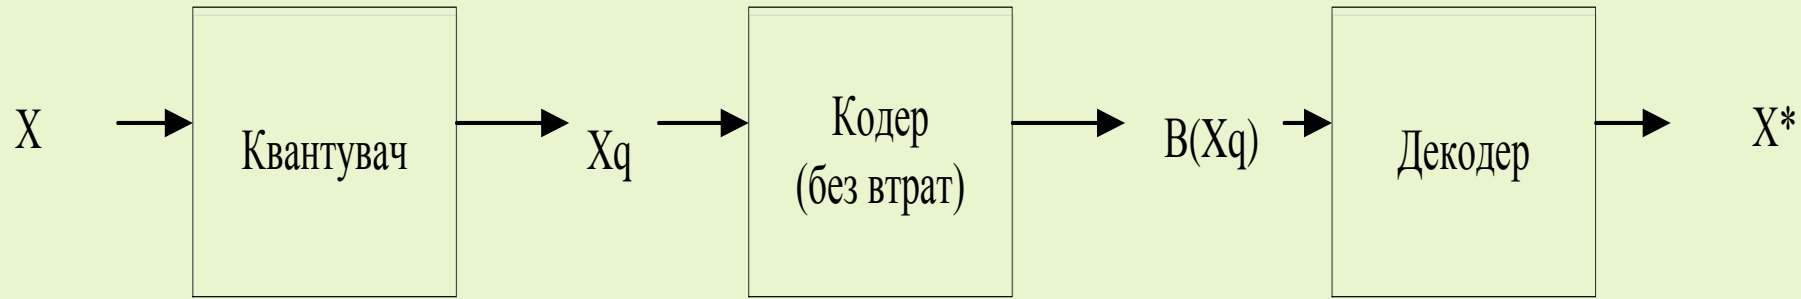 X
Квантувач
Xq
Кодер
(без втрат)
B(Xq)
Декодер
X*